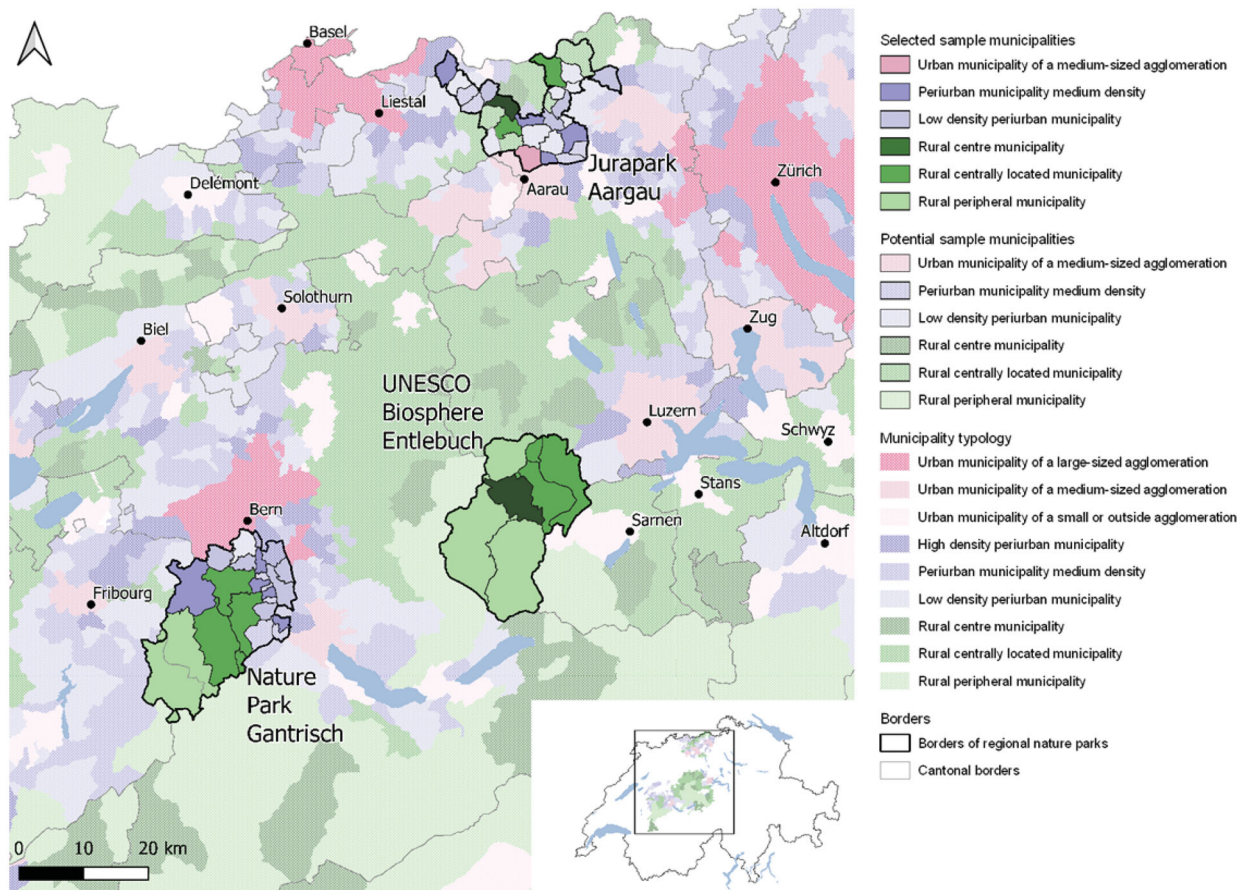 Basel
Liestal
Delémont
Aarau
Jurapark
Aargau
Zürich
Solothurn
Biel
Zug
UNESCO
Biosphere
Entlebuch
Luzern
Schwyz
Stans
Sarnen
Altdorf
Bern
Fribourg
Nature
Park
Gantrisch
0 10 20 km
Selected sample municipalities
Urban municipality of a medium-sized agglomeration
Periurban municipality medium density
Low density periurban municipality
Rural centre municipality
Rural centrally located municipality
Rural peripheral municipality
Potential sample municipalities
Urban municipality of a medium-sized agglomeration
Periurban municipality medium density
Low density periurban municipality
Rural centre municipality
Rural centrally located municipality
Rural peripheral municipality
Municipality typology
Urban municipality of a large-sized agglomeration
Urban municipality of a medium-sized agglomeration
Urban municipality of a small or outside agglomeration
High density periurban municipality
Periurban municipality medium density
Low density periurban municipality
Rural centre municipality
Rural centrally located municipality
Rural peripheral municipality
Borders
Borders of regional nature parks
Cantonal borders